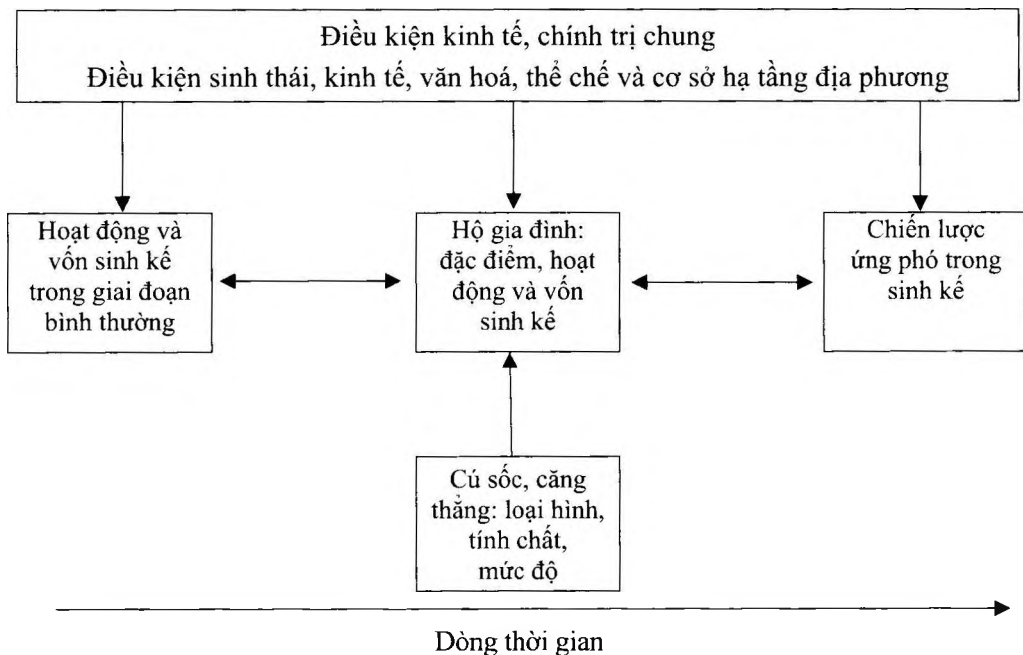 Điều kiện kinh tế, chính trị chung
Điều kiện sinh thái, kinh tế, văn hoá, thể chế và cơ sở hạ tầng địa phương
Hoạt động và
vốn sinh kế
trong giai đoạn
bình thường
Hộ gia đình:
đặc điểm, hoạt
động và vốn
sinh kế
Chiến lược
ứng phó trong
sinh kế
Cú sốc, căng
thẳng: loại hình,
tính chất,
mức độ
Dòng thời gian